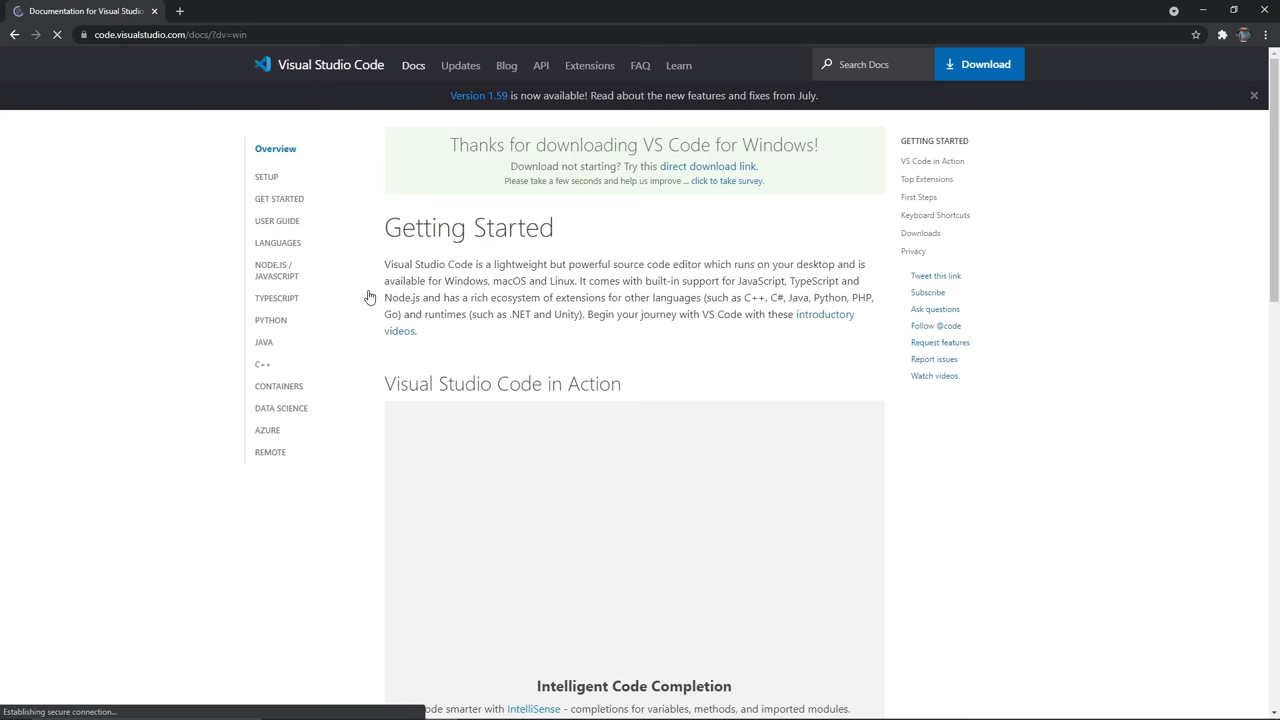 Documentation for Visual Studio
code.visualstudio.com/docs/?dv=win
Visual Studio Code
Docs
Updates
Blog
API
Extensions
FAQ
Learn
Search Docs
Download
Version 1.59 is now available! Read about the new features and fixes from July.
Overview
SETUP
GET STARTED
USER GUIDE
LANGUAGES
NODE.JS /
JAVASCRIPT
TYPESCRIPT
PYTHON
JAVA
C++
CONTAINERS
DATA SCIENCE
AZURE
REMOTE
Thanks for downloading VS Code for Windows!
Download not starting? Try this direct download link.
Please take a few seconds and help us improve ... click to take survey.
Getting Started
Visual Studio Code is a lightweight but powerful source code editor which runs on your desktop and is
available for Windows, macOS and Linux. It comes with built-in support for JavaScript, TypeScript and
Node.js and has a rich ecosystem of extensions for other languages (such as C++, C#, Java, Python, PHP,
Go) and runtimes (such as .NET and Unity). Begin your journey with VS Code with these introductory
videos.
Visual Studio Code in Action
Intelligent Code Completion
ode smart with IntelliSense - completions for variables, methods, and imported modules.
GETTING STARTED
VS Code in Action
Top Extensions
First Steps
Keyboard Shortcuts
Downloads
Privacy
Tweet this link
Subscribe
Ask questions
Follow @code
Request features
Report issues
Watch videos
Establishing secure connection...